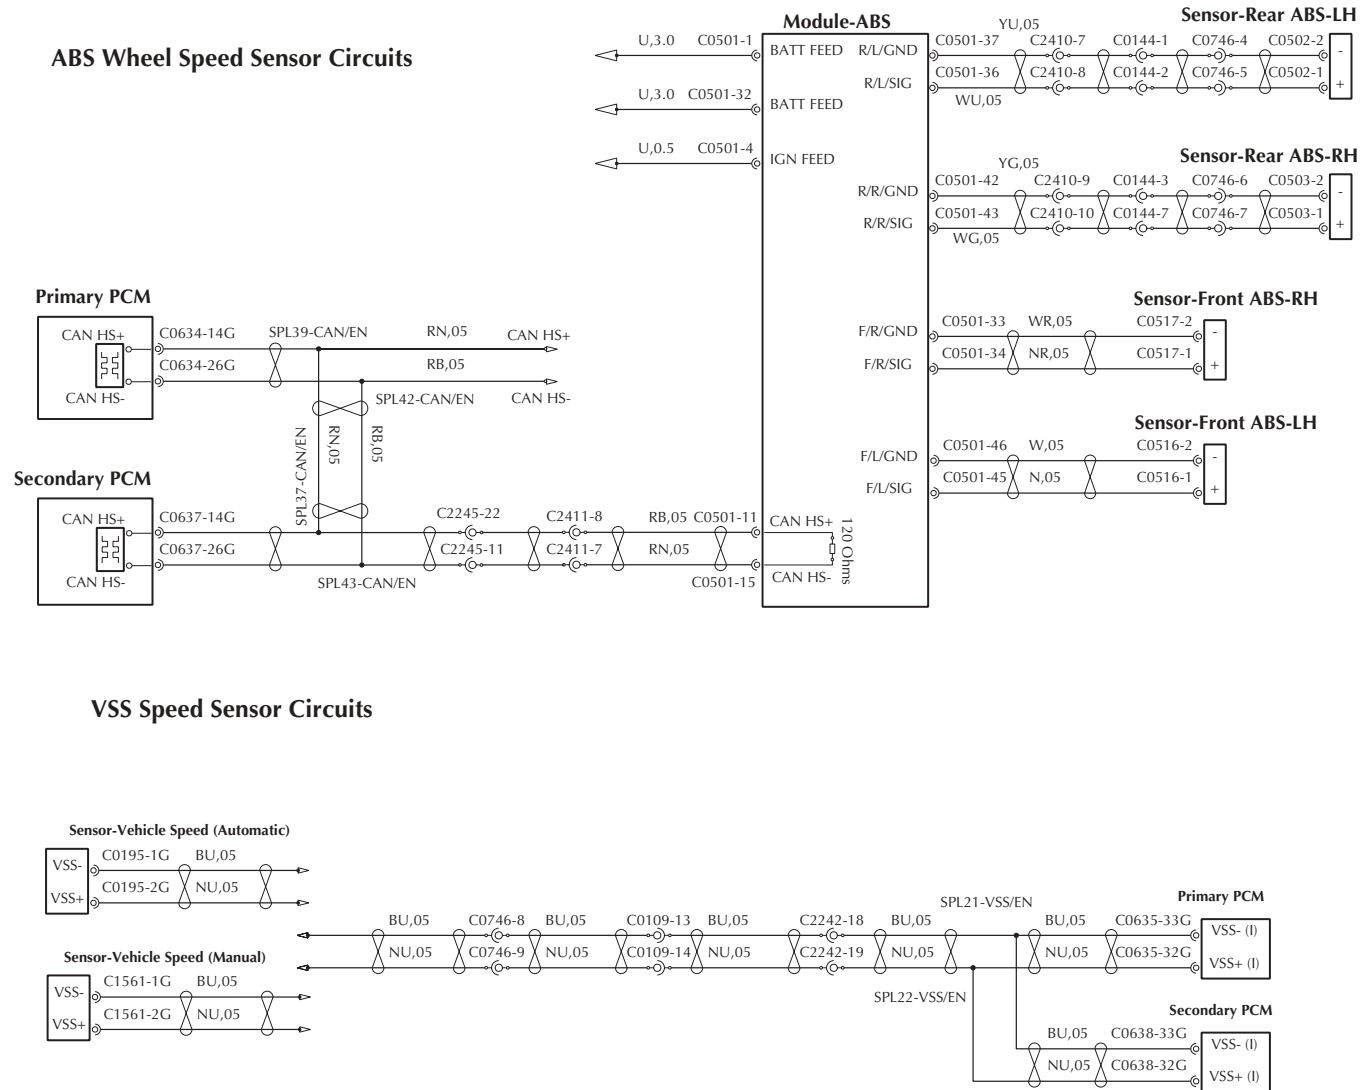 ABS Wheel Speed Sensor Circuits
Module-ABS
U,3.0 C0501-1 BATT FEED
U,3.0 C0501-32 BATT FEED
U,0.5 C0501-4 IGN FEED
Sensor-Rear ABS-LH
YU,05
R/L/GND C0501-37 C2410-7 C0144-1 C0746-4 C0502-2 -
R/L/SIG C0501-36 C2410-8 C0144-2 C0746-5 C0502-1 +
WU,05
Sensor-Rear ABS-RH
YG,05
R/R/GND C0501-42 C2410-9 C0144-3 C0746-6 C0503-2 -
R/R/SIG C0501-43 C2410-10 C0144-7 C0746-7 C0503-1 +
WG,05
Sensor-Front ABS-RH
F/R/GND C0501-33 WR,05 C0517-2 -
F/R/SIG C0501-34 NR,05 C0517-1 +
Sensor-Front ABS-LH
F/L/GND C0501-46 W,05 C0516-2 -
F/L/SIG C0501-45 N,05 C0516-1 +
Primary PCM
CAN HS+ C0634-14G SPL39-CAN/EN RN,05 CAN HS+
C0634-26G RB,05
CAN HS- SPL42-CAN/EN CAN HS-
SPL37-CAN/EN
RN,05
RB,05
Secondary PCM
CAN HS+ C0637-14G C2245-22 C2411-8 RB,05 C0501-11 CAN HS+
C0637-26G C2245-11 C2411-7 RN,05
120 Ohms
CAN HS- SPL43-CAN/EN C0501-15 CAN HS-
VSS Speed Sensor Circuits
Sensor-Vehicle Speed (Automatic)
VSS- C0195-1G BU,05
VSS+ C0195-2G NU,05
Sensor-Vehicle Speed (Manual)
VSS- C1561-1G BU,05
VSS+ C1561-2G NU,05
SPL21-VSS/EN
Primary PCM
BU,05 C0746-8 BU,05 C0109-13 BU,05 C2242-18 BU,05 BU,05 C0635-33G VSS- (I)
NU,05 C0746-9 NU,05 C0109-14 NU,05 C2242-19 NU,05 NU,05 C0635-32G VSS+ (I)
SPL22-VSS/EN
Secondary PCM
BU,05 C0638-33G VSS- (I)
NU,05 C0638-32G VSS+ (I)